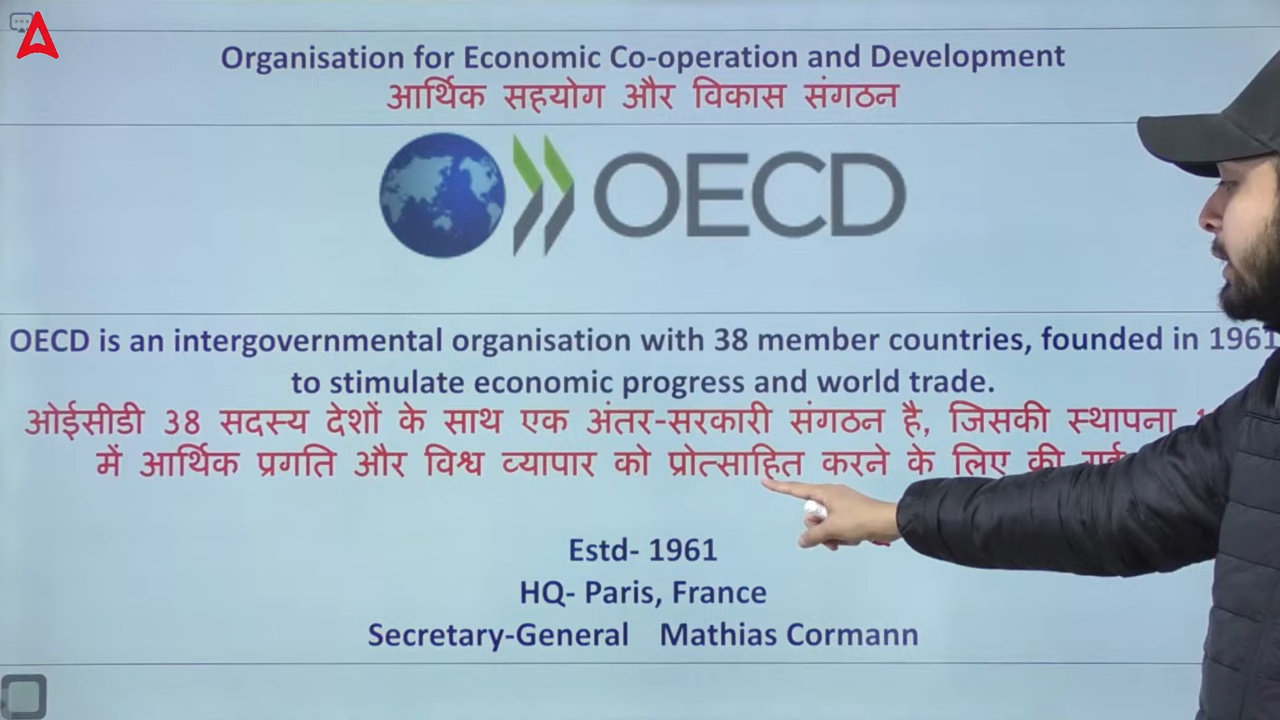 Organisation for Economic Co-operation and Development
आर्थिक सहयोग और विकास संगठन
OECD
OECD is an intergovernmental organisation with 38 member countries, founded in 1961
to stimulate economic progress and world trade.
ओईसीडी 38 सदस्य देशों के साथ एक अंतर-सरकारी संगठन है, जिसकी स्थापना
में आर्थिक प्रगति और विश्व व्यापार को प्रोत्साहित करने के लिए की
Estd- 1961
HQ- Paris, France
Secretary-General Mathias Cormann